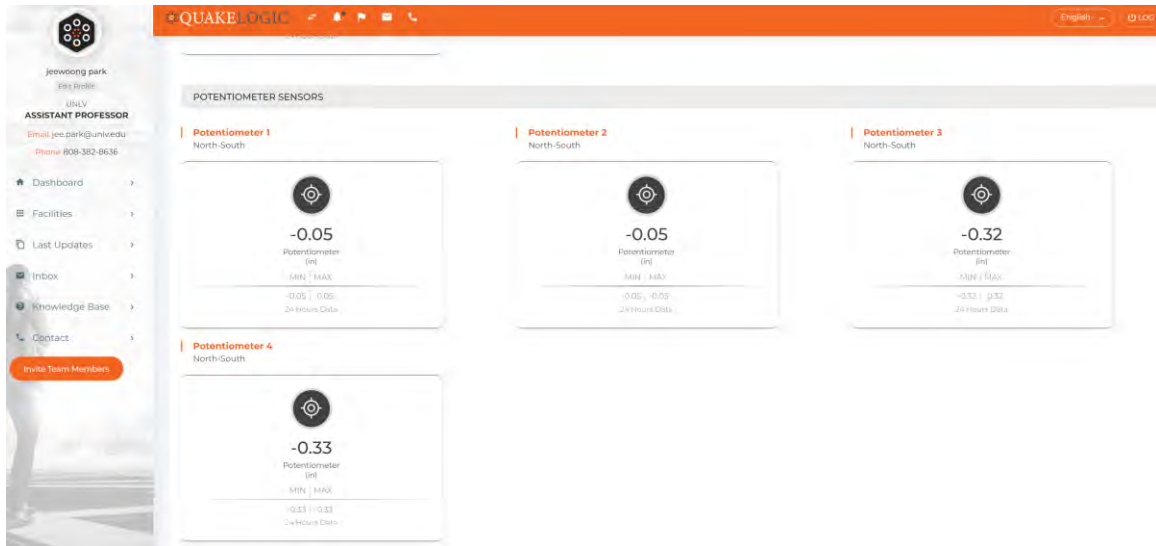 QUAKELOGIC
English
LOG
jeewoong park
Edit Profile
UNLV
ASSISTANT PROFESSOR
Email jee.park@unlv.edu
Phone 808-382-8636
Dashboard
Facilities
Last Updates
Inbox
Knowledge Base
Contact
Invite Team Members
POTENTIOMETER SENSORS
Potentiometer 1
North-South
-0.05
Potentiometer
(in)
MIN | MAX
-0.05 | -0.05
24 Hours Data
Potentiometer 2
North-South
-0.05
Potentiometer
(in)
MIN | MAX
-0.05 | -0.05
24 Hours Data
Potentiometer 3
North-South
-0.32
Potentiometer
(in)
MIN | MAX
-0.33 | -0.32
24 Hours Data
Potentiometer 4
North-South
-0.33
Potentiometer
(in)
MIN | MAX
-0.33 | -0.33
24 Hours Data